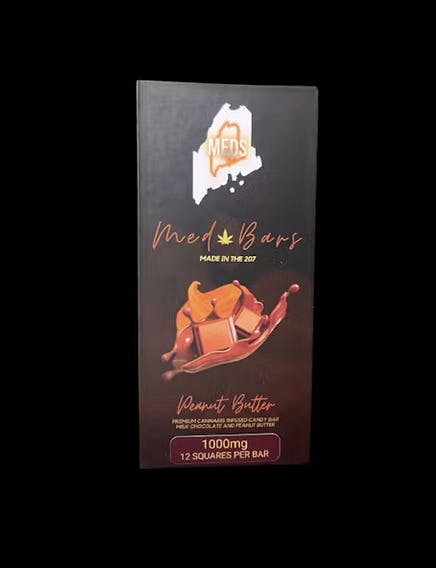 MEDS
Med Bars
MADE IN THE 207
Peanut Butter
PREMIUM CANNABIS INFUSED CANDY BAR
MILK CHOCOLATE AND PEANUT BUTTER
1000mg
12 SQUARES PER BAR